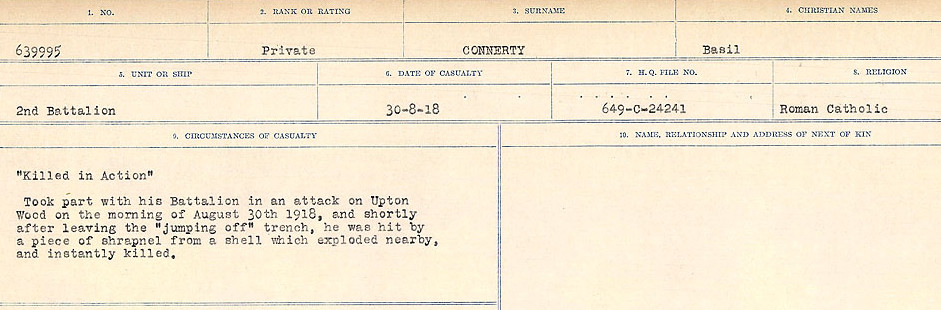 1. NO. 2. RANK OR RATING 3. SURNAME 4. CHRISTIAN NAMES
639995 Private CONNERTY Basil
5. UNIT OR SHIP 6. DATE OF CASUALTY 7. H.Q. FILE NO. 8. RELIGION
2nd Battalion 30-8-18 649-C-24241 Roman Catholic
9. CIRCUMSTANCES OF CASUALTY 10. NAME, RELATIONSHIP AND ADDRESS OF NEXT OF KIN
"Killed in Action"
Took part with his Battalion in an attack on Upton
Wood on the morning of August 30th 1918, and shortly
after leaving the "jumping off" trench, he was hit by
a piece of shrapnel from a shell which exploded nearby,
and instantly killed.